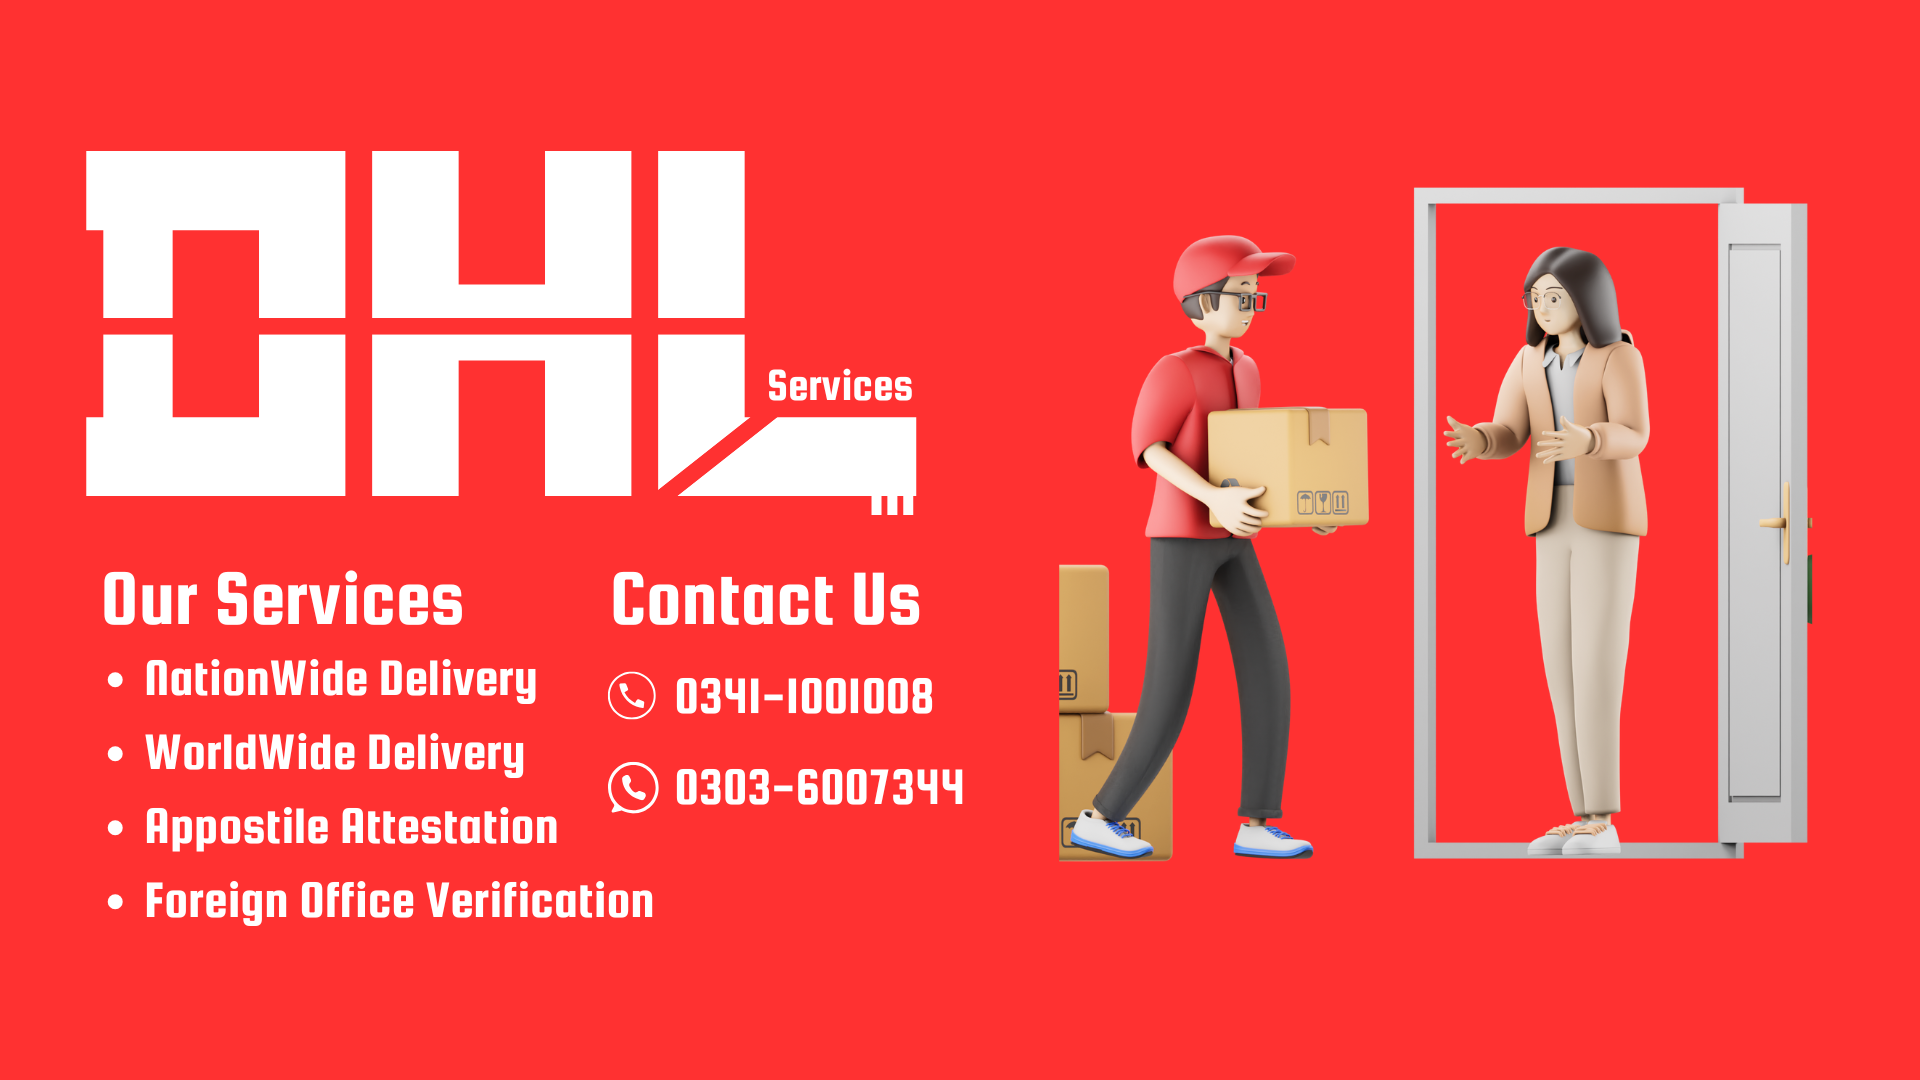 DHL
Services
Our Services
NationWide Delivery
WorldWide Delivery
Appostile Attestation
Foreign Office Verification
Contact Us
0341-1001008
0303-6007344